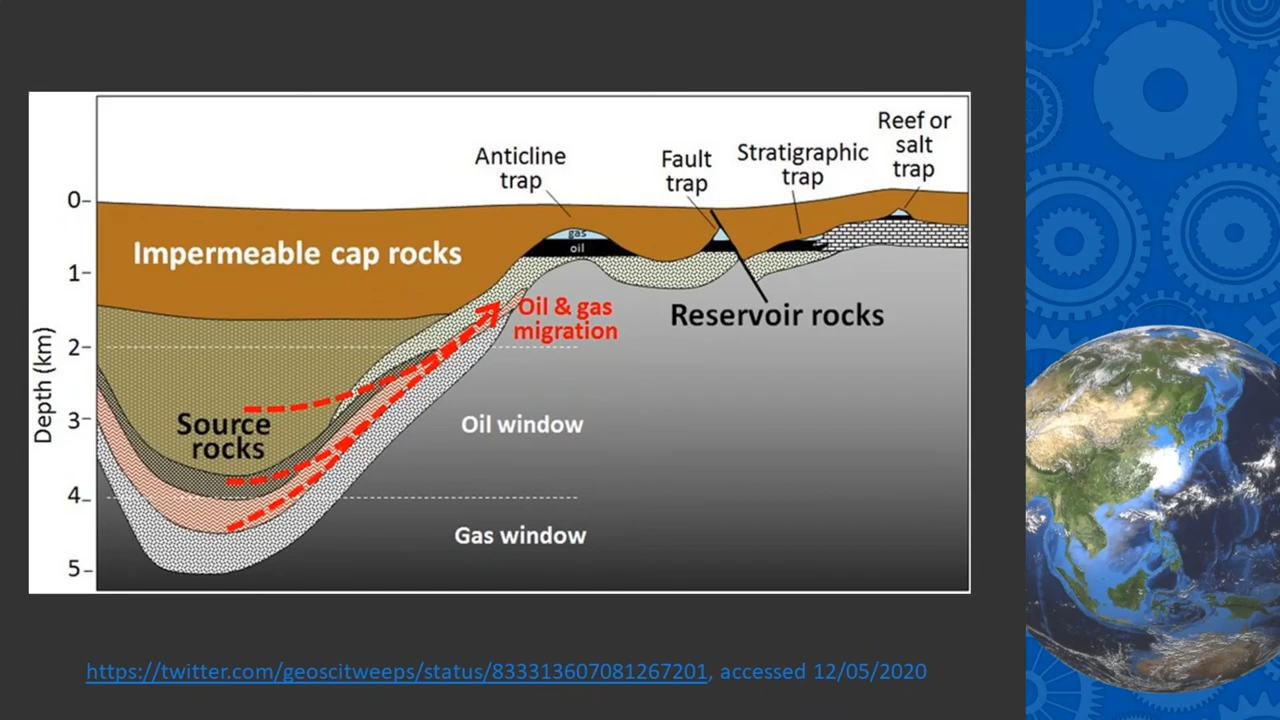 Reef or
salt
trap
Anticline
trap
Fault
trap
Stratigraphic
trap
0
gas
oil
Impermeable cap rocks
1
Oil & gas
migration
Reservoir rocks
Depth (km)
2
3
Source
rocks
Oil window
4
Gas window
5
https://twitter.com/geoscitweeps/status/833313607081267201, accessed 12/05/2020